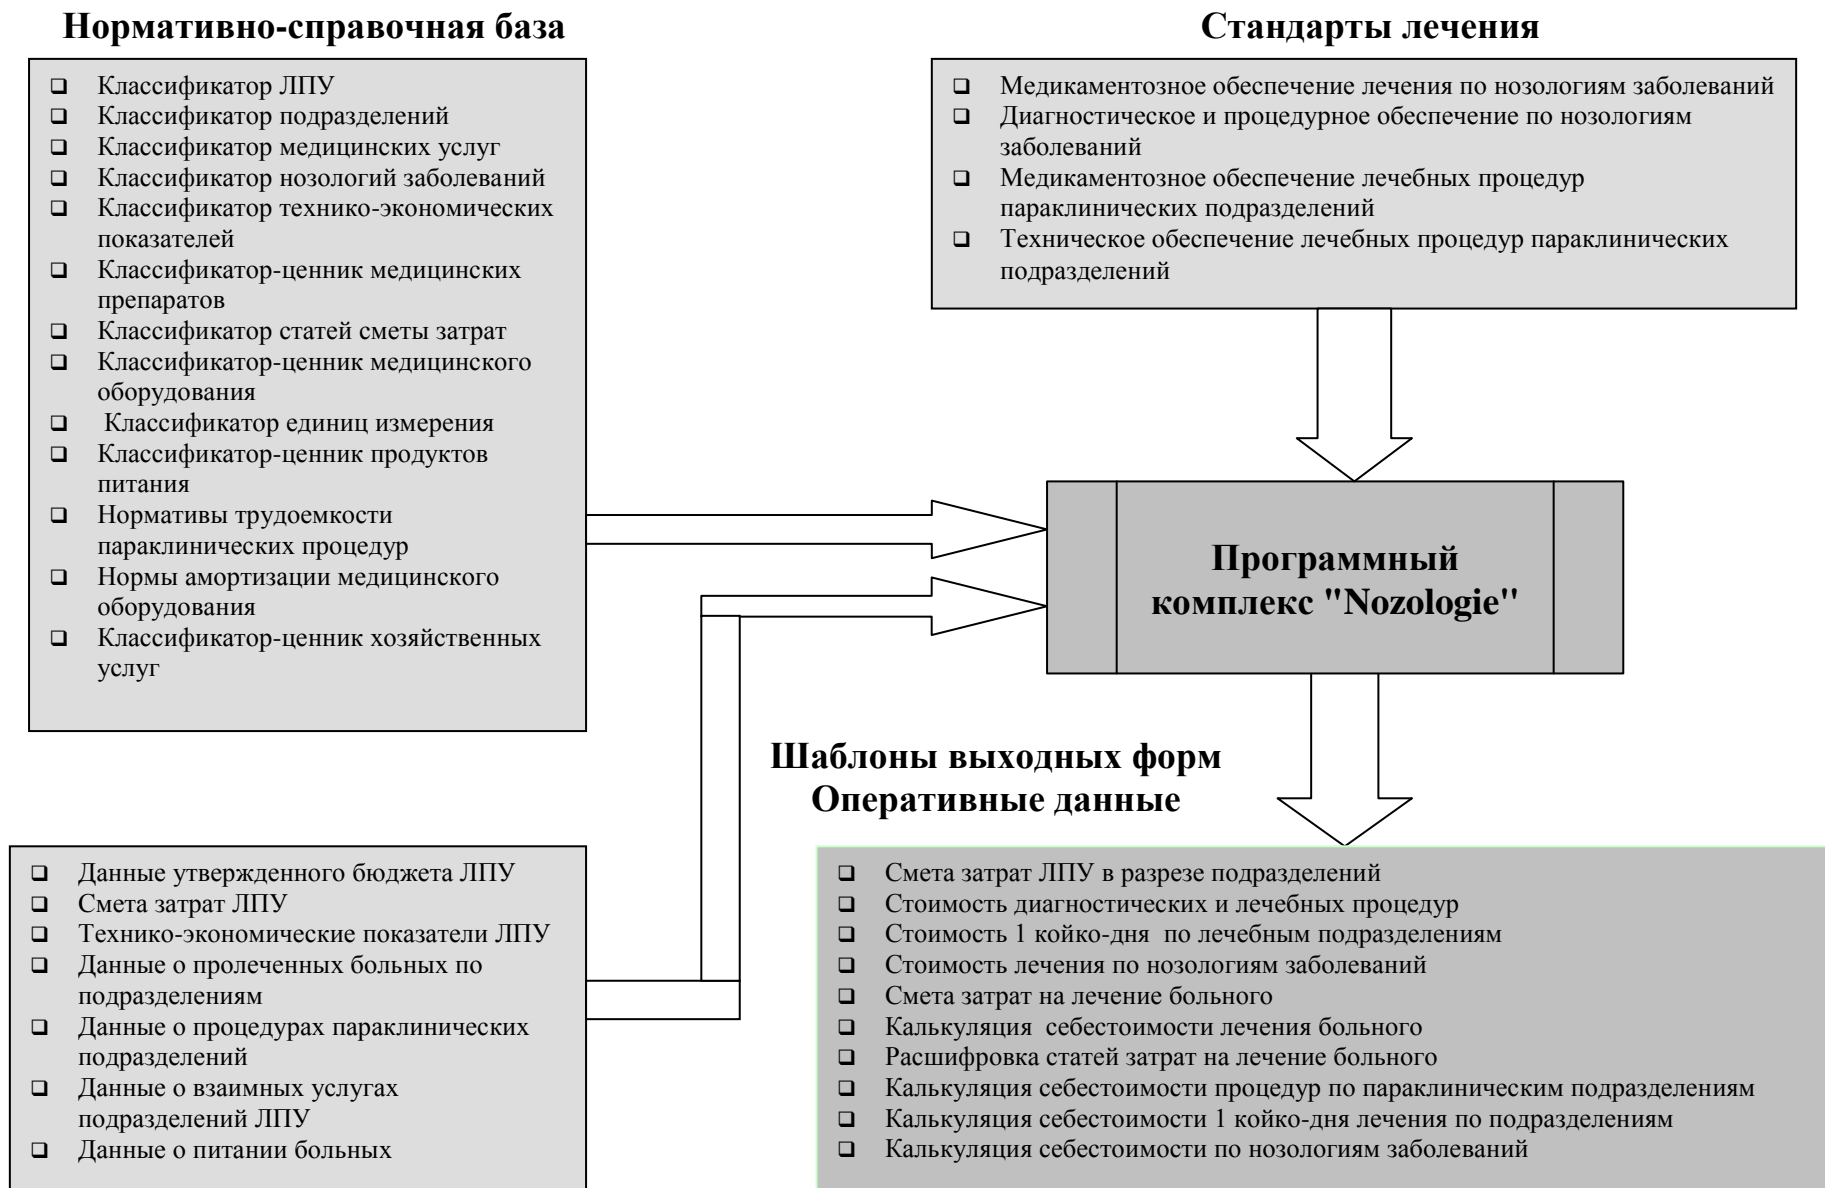 Нормативно-справочная база
❑ Классификатор ЛПУ
❑ Классификатор подразделений
❑ Классификатор медицинских услуг
❑ Классификатор нозологий заболеваний
❑ Классификатор технико-экономических
показателей
❑ Классификатор-ценник медицинских
препаратов
❑ Классификатор статей сметы затрат
❑ Классификатор-ценник медицинского
оборудования
❑ Классификатор единиц измерения
❑ Классификатор-ценник продуктов
питания
❑ Нормативы трудоемкости
параклинических процедур
❑ Нормы амортизации медицинского
оборудования
❑ Классификатор-ценник хозяйственных
услуг
Стандарты лечения
❑ Медикаментозное обеспечение лечения по нозологиям заболеваний
❑ Диагностическое и процедурное обеспечение по нозологиям
заболеваний
❑ Медикаментозное обеспечение лечебных процедур
параклинических подразделений
❑ Техническое обеспечение лечебных процедур параклинических
подразделений
Программный
комплекс "Nozologie"
Шаблоны выходных форм
Оперативные данные
❑ Данные утвержденного бюджета ЛПУ
❑ Смета затрат ЛПУ
❑ Технико-экономические показатели ЛПУ
❑ Данные о пролеченных больных по
подразделениям
❑ Данные о процедурах параклинических
подразделений
❑ Данные о взаимных услугах
подразделений ЛПУ
❑ Данные о питании больных
❑ Смета затрат ЛПУ в разрезе подразделений
❑ Стоимость диагностических и лечебных процедур
❑ Стоимость 1 койко-дня по лечебным подразделениям
❑ Стоимость лечения по нозологиям заболеваний
❑ Смета затрат на лечение больного
❑ Калькуляция себестоимости лечения больного
❑ Расшифровка статей затрат на лечение больного
❑ Калькуляция себестоимости процедур по параклиническим подразделениям
❑ Калькуляция себестоимости 1 койко-дня лечения по подразделениям
❑ Калькуляция себестоимости по нозологиям заболеваний